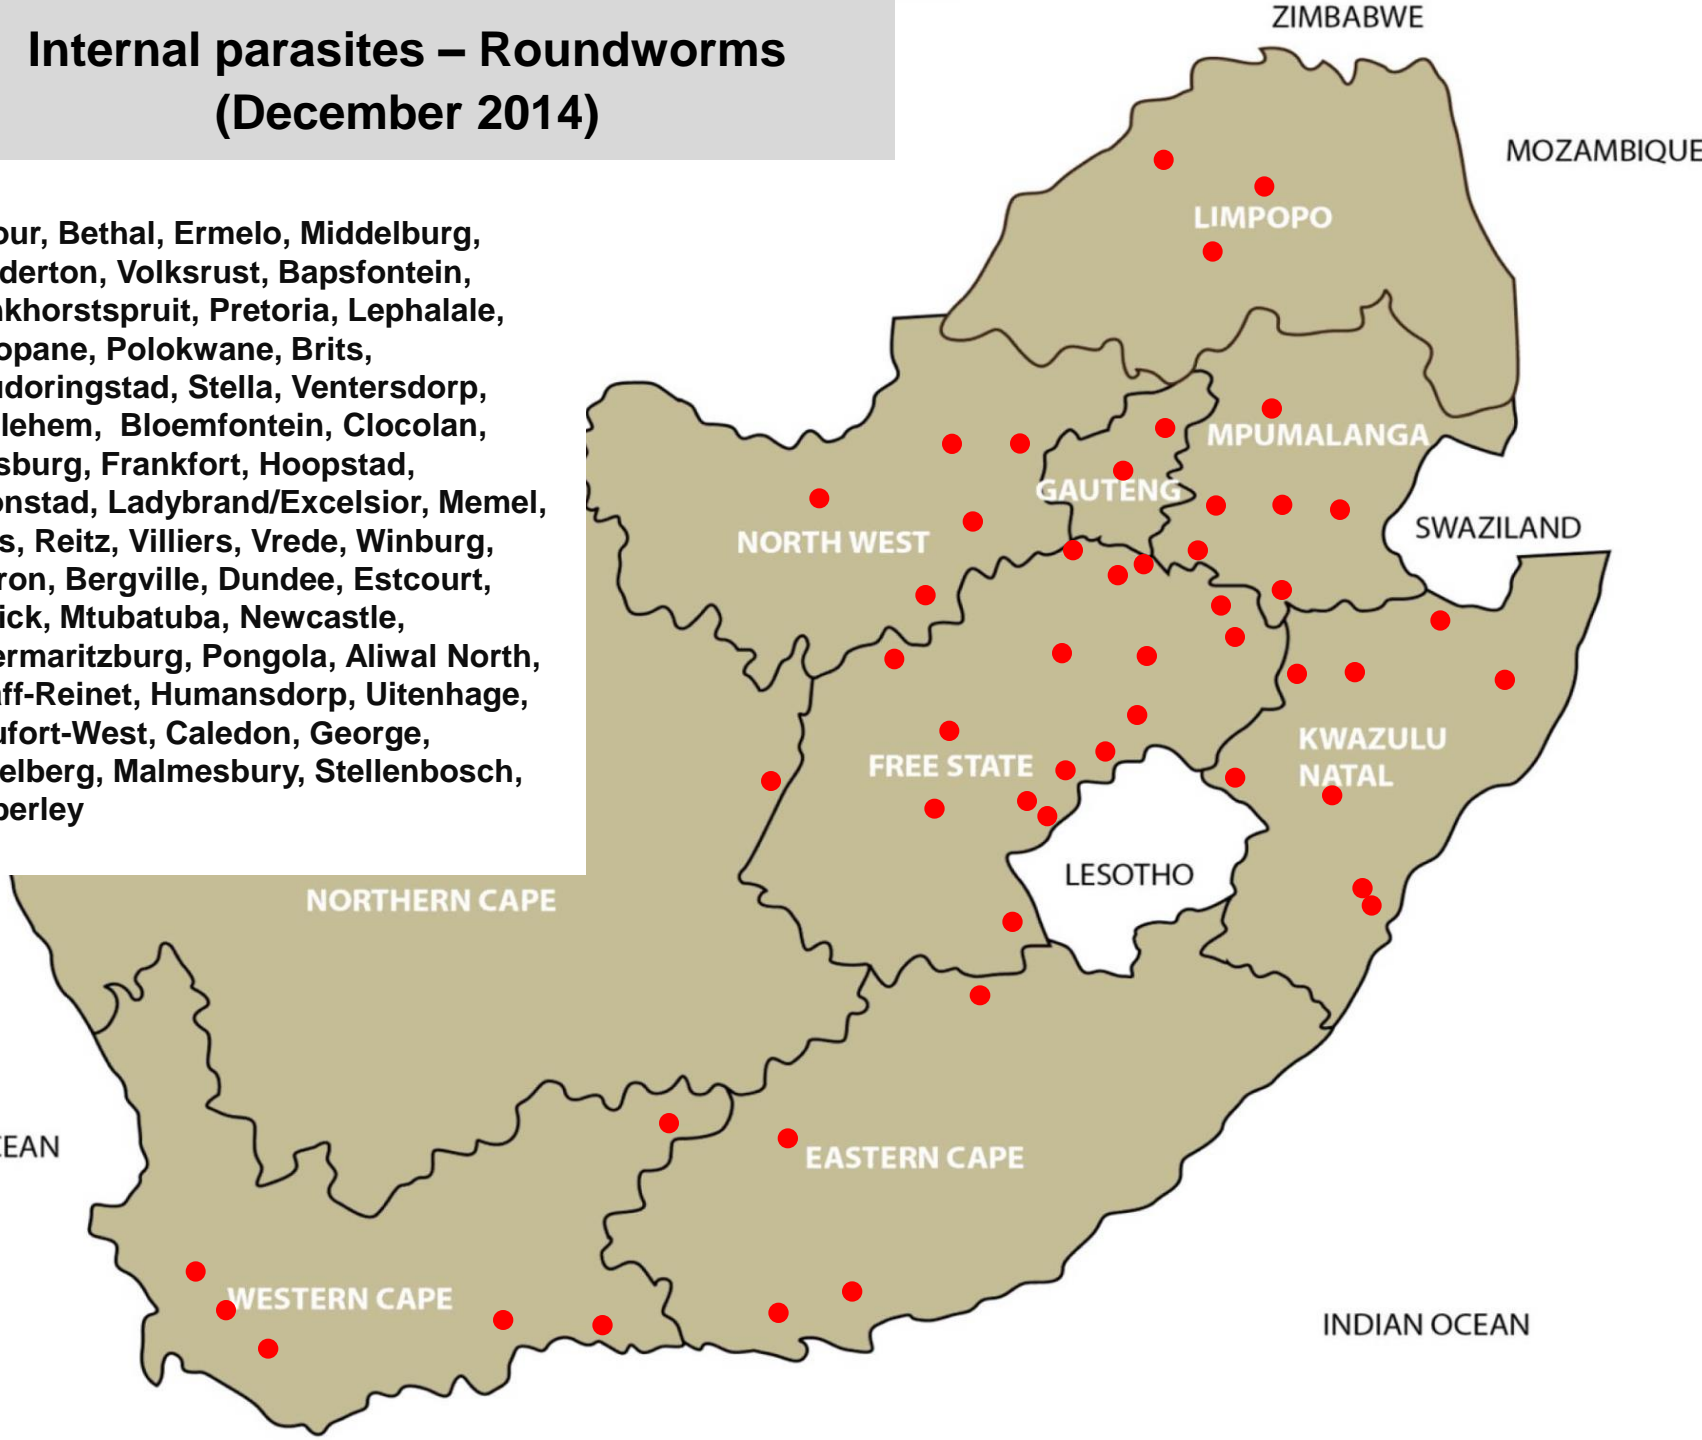 Internal parasites – Roundworms
(December 2014)
our, Bethal, Ermelo, Middelburg,
derton, Volksrust, Bapsfontein,
nkhorstspruit, Pretoria, Lephalale,
opane, Polokwane, Brits,
udoringstad, Stella, Ventersdorp,
lehem, Bloemfontein, Clocolan,
sburg, Frankfort, Hoopstad,
onstad, Ladybrand/Excelsior, Memel,
s, Reitz, Villiers, Vrede, Winburg,
ron, Bergville, Dundee, Estcourt,
ick, Mtubatuba, Newcastle,
ermaritzburg, Pongola, Aliwal North,
aff-Reinet, Humansdorp, Uitenhage,
ufort-West, Caledon, George,
elberg, Malmesbury, Stellenbosch,
berley
ZIMBABWE
MOZAMBIQUE
LIMPOPO
MPUMALANGA
GAUTENG
SWAZILAND
NORTH WEST
KWAZULU
NATAL
FREE STATE
LESOTHO
NORTHERN CAPE
CEAN
EASTERN CAPE
WESTERN CAPE
INDIAN OCEAN